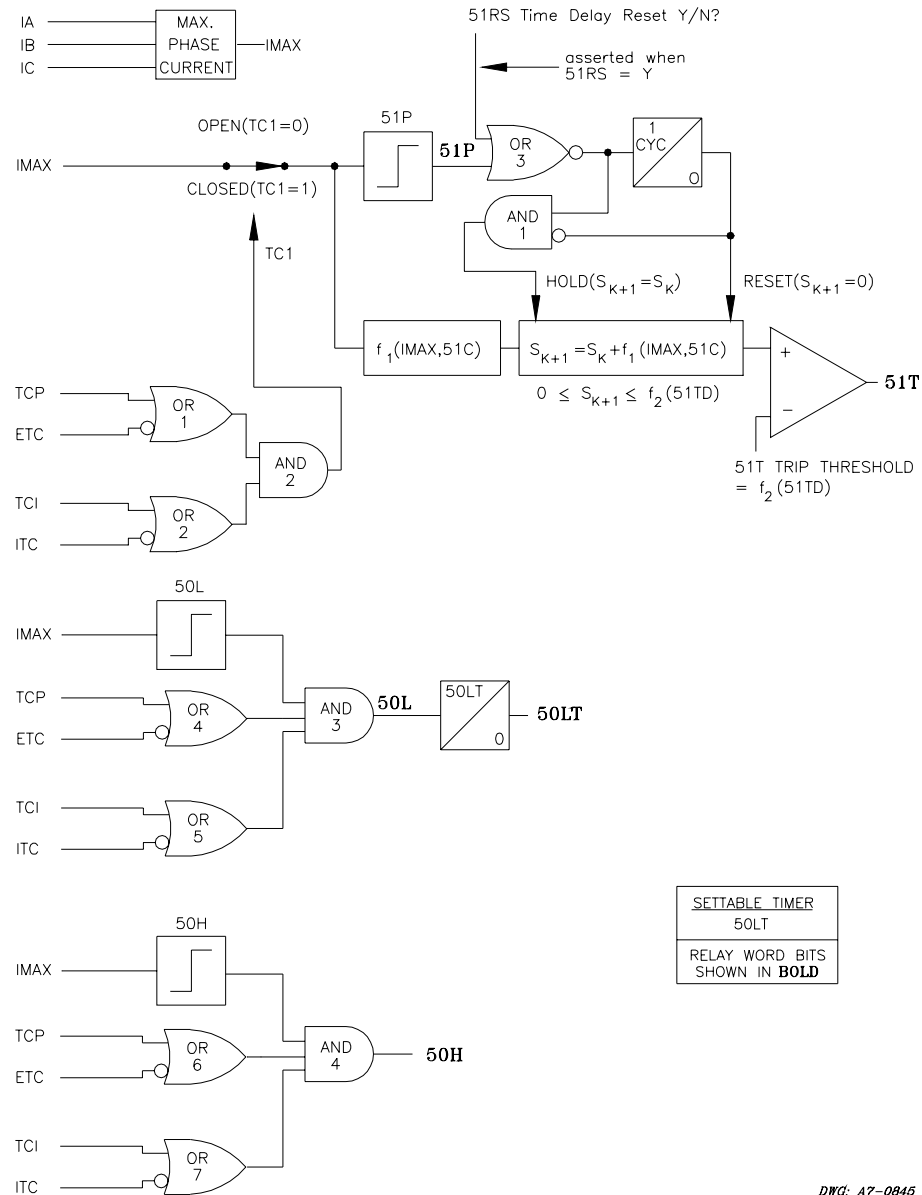 IA
IB
IC
MAX.
PHASE
CURRENT
IMAX
51RS Time Delay Reset Y/N?
asserted when
51RS = Y
OPEN(TC1=0)
IMAX
CLOSED(TC1=1)
TC1
51P
51P
OR
3
1
CYC
0
AND
1
HOLD(S_{K+1}=S_K)
RESET(S_{K+1}=0)
f_1(IMAX,51C)
S_{K+1}=S_K+f_1(IMAX,51C)
0 ≤ S_{K+1} ≤ f_2(51TD)
+
−
51T
51T TRIP THRESHOLD
= f_2(51TD)
TCP
ETC
OR
1
TCI
ITC
OR
2
AND
2
50L
IMAX
TCP
ETC
OR
4
TCI
ITC
OR
5
AND
3
50L
50LT
0
50LT
50H
IMAX
TCP
ETC
OR
6
TCI
ITC
OR
7
AND
4
50H
SETTABLE TIMER
50LT
RELAY WORD BITS
SHOWN IN BOLD
DWG: A7-0845